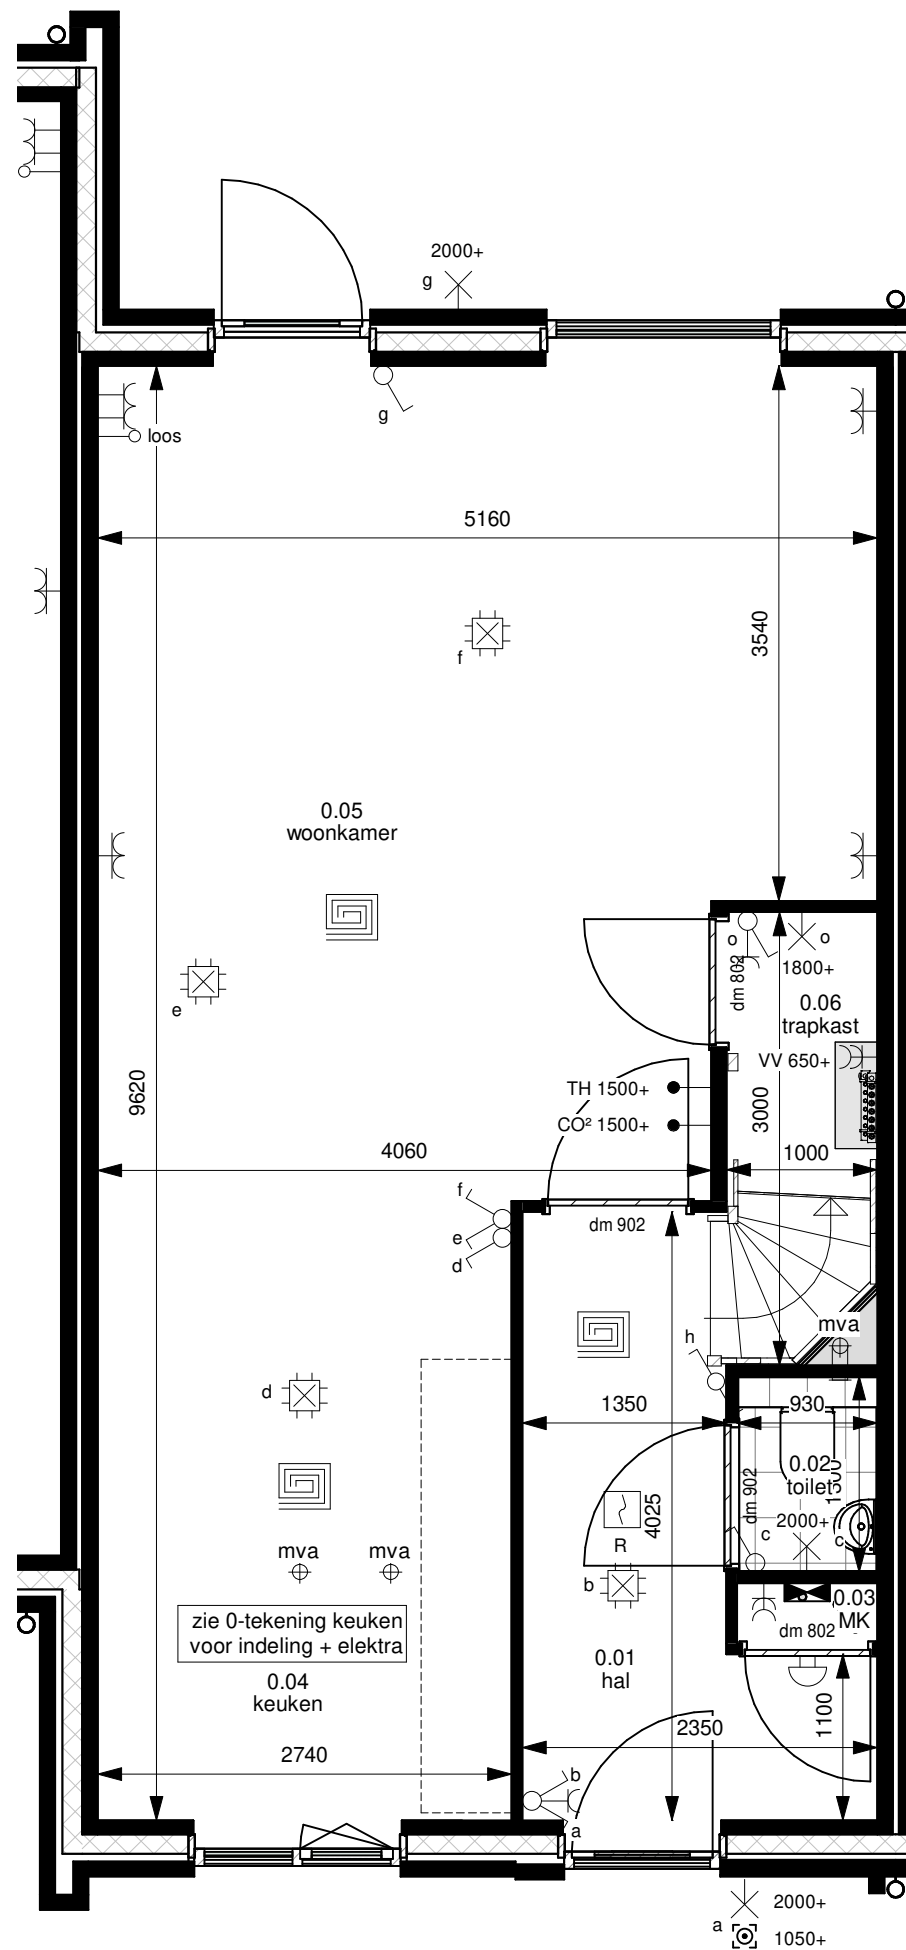 2000+
g
g
loos
5160
3540
f
0.05
woonkamer
e
o
o
dm 802
1800+
0.06
trapkast
VV 650+
TH 1500+
CO² 1500+
9620
3000
4060
1000
f
e
d
dm 902
mva
h
d
1350
930
0.02
toilet
dm 902
2000+
c
c
4025
R
b
mva
mva
zie 0-tekening keuken
voor indeling + elektra
0.03
MK
dm 802
0.04
keuken
0.01
hal
1100
2350
2740
b
a
2000+
a
1050+